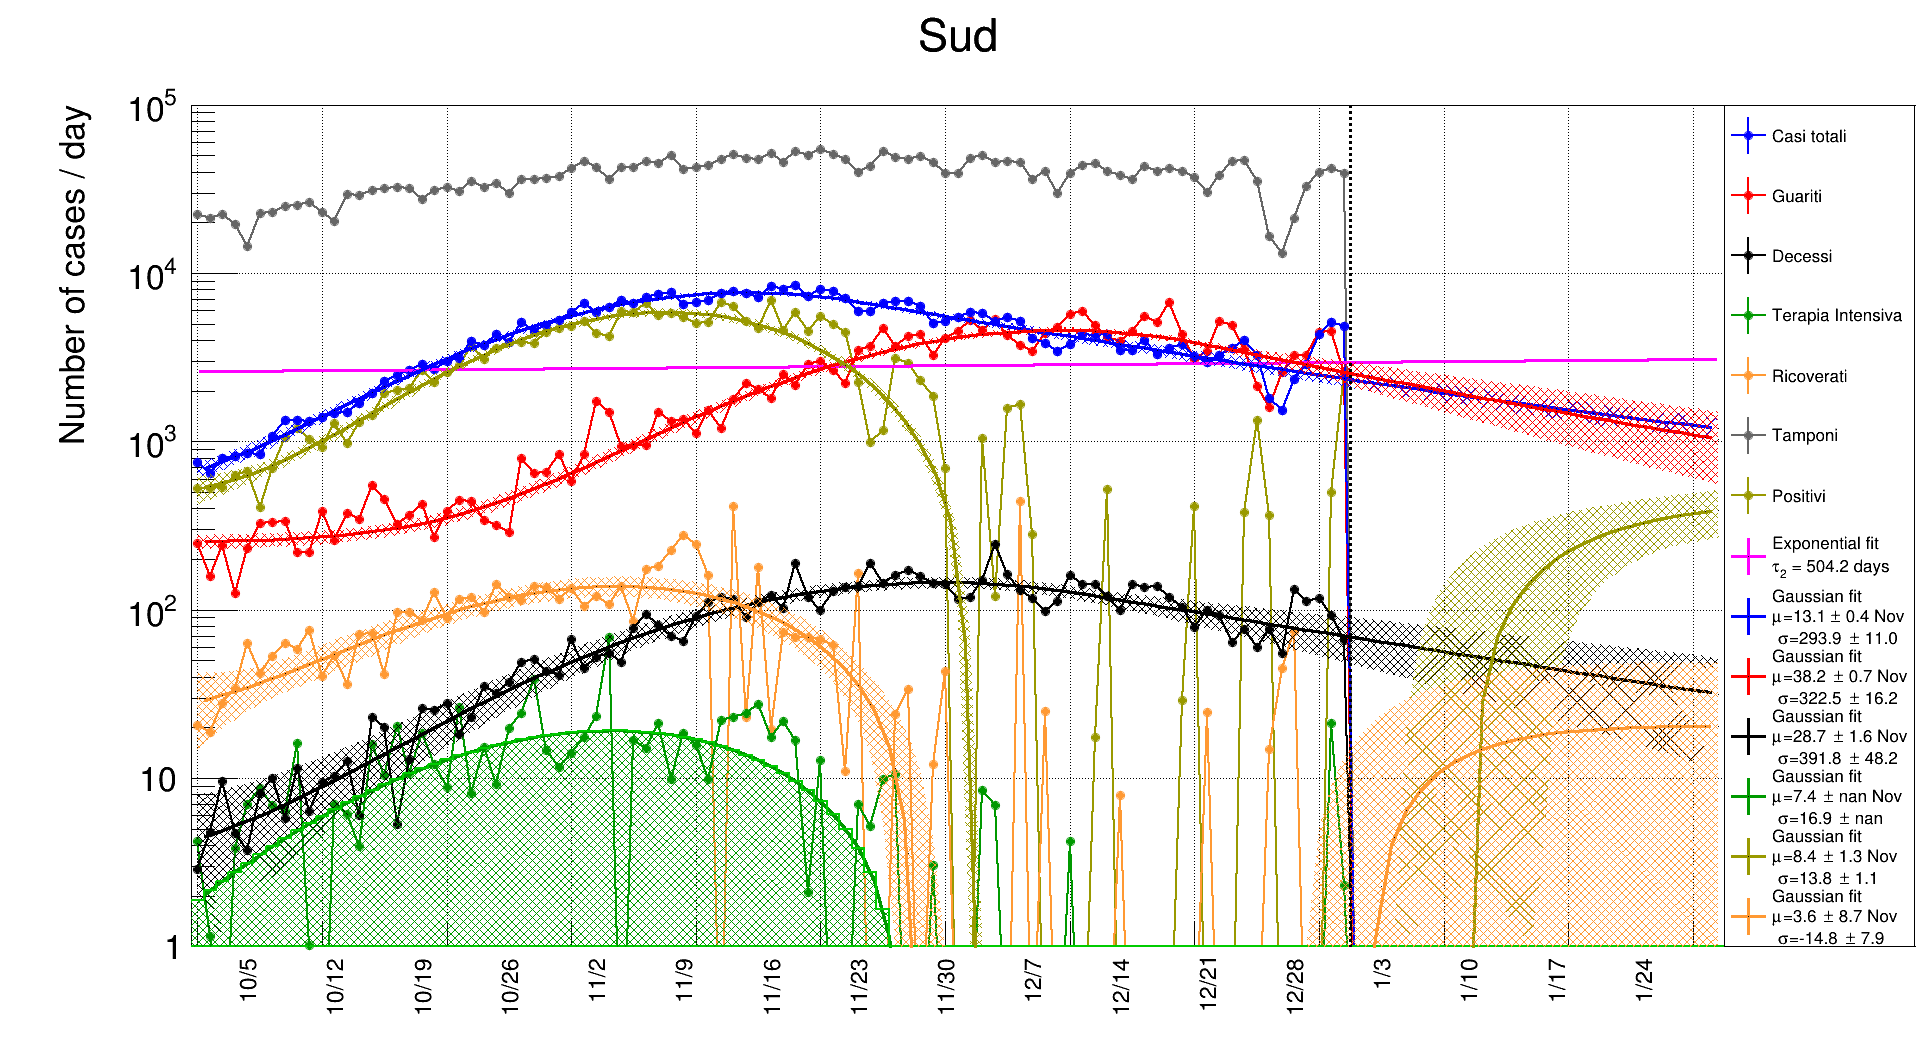 Sud
Number of cases / day
10^5
10^4
10^3
10^2
10
1
10/5
10/12
10/19
10/26
11/2
11/9
11/16
11/23
11/30
12/7
12/14
12/21
12/28
1/3
1/10
1/17
1/24
Casi totali
Guariti
Decessi
Terapia Intensiva
Ricoverati
Tamponi
Positivi
Exponential fit
τ_2 = 504.2 days
Gaussian fit
μ=13.1 ± 0.4 Nov
σ=293.9 ± 11.0
Gaussian fit
μ=38.2 ± 0.7 Nov
σ=322.5 ± 16.2
Gaussian fit
μ=28.7 ± 1.6 Nov
σ=391.8 ± 48.2
Gaussian fit
μ=7.4 ± nan Nov
σ=16.9 ± nan
Gaussian fit
μ=8.4 ± 1.3 Nov
σ=13.8 ± 1.1
Gaussian fit
μ=3.6 ± 8.7 Nov
σ=-14.8 ± 7.9